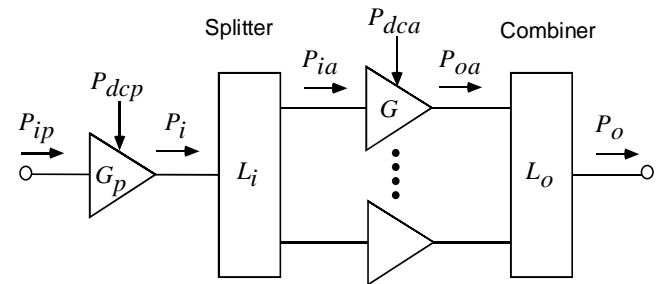 Splitter
Combiner
P_dca
P_ia
P_oa
P_dcp
P_ip
P_i
P_o
G
G_p
L_i
L_o